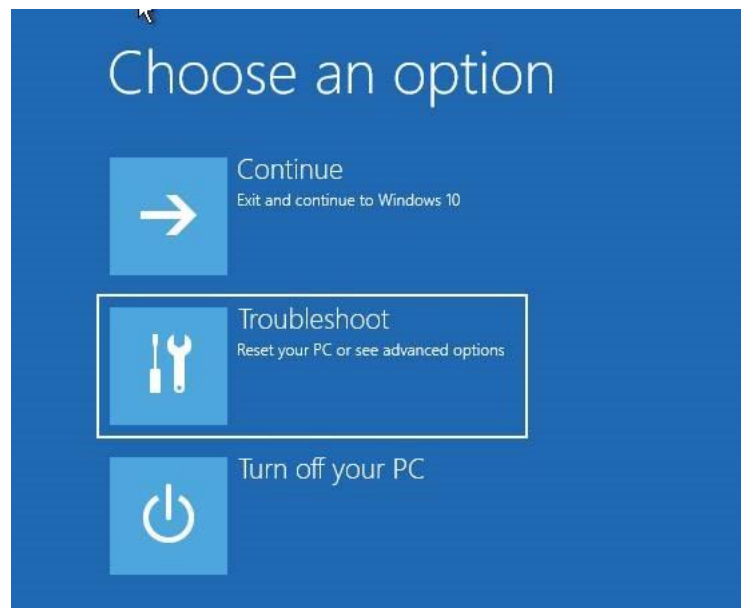 Choose an option
Continue
Exit and continue to Windows 10
Troubleshoot
Reset your PC or see advanced options
Turn off your PC